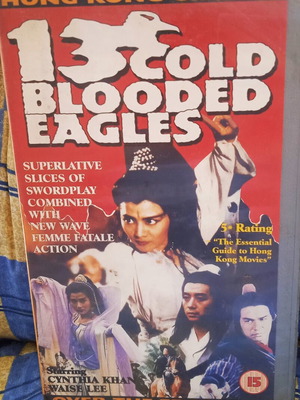 HONG KONG
13 COLD
BLOODED
EAGLES
SUPERLATIVE
SLICES OF
SWORDPLAY
COMBINED
WITH
NEW WAVE
FEMME FATALE
ACTION
5* Rating
"The Essential
Guide to Hong
Kong Movies"
Starring
CYNTHIA KHAN
WAISE LEE
15